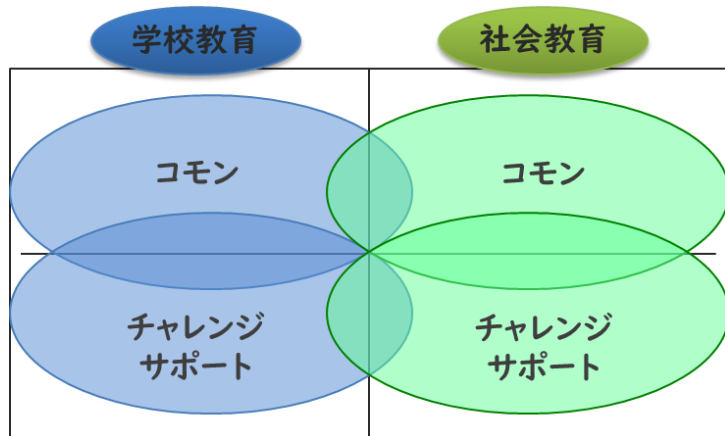 学校教育
社会教育
コモン
コモン
チャレンジ
サポート
チャレンジ
サポート